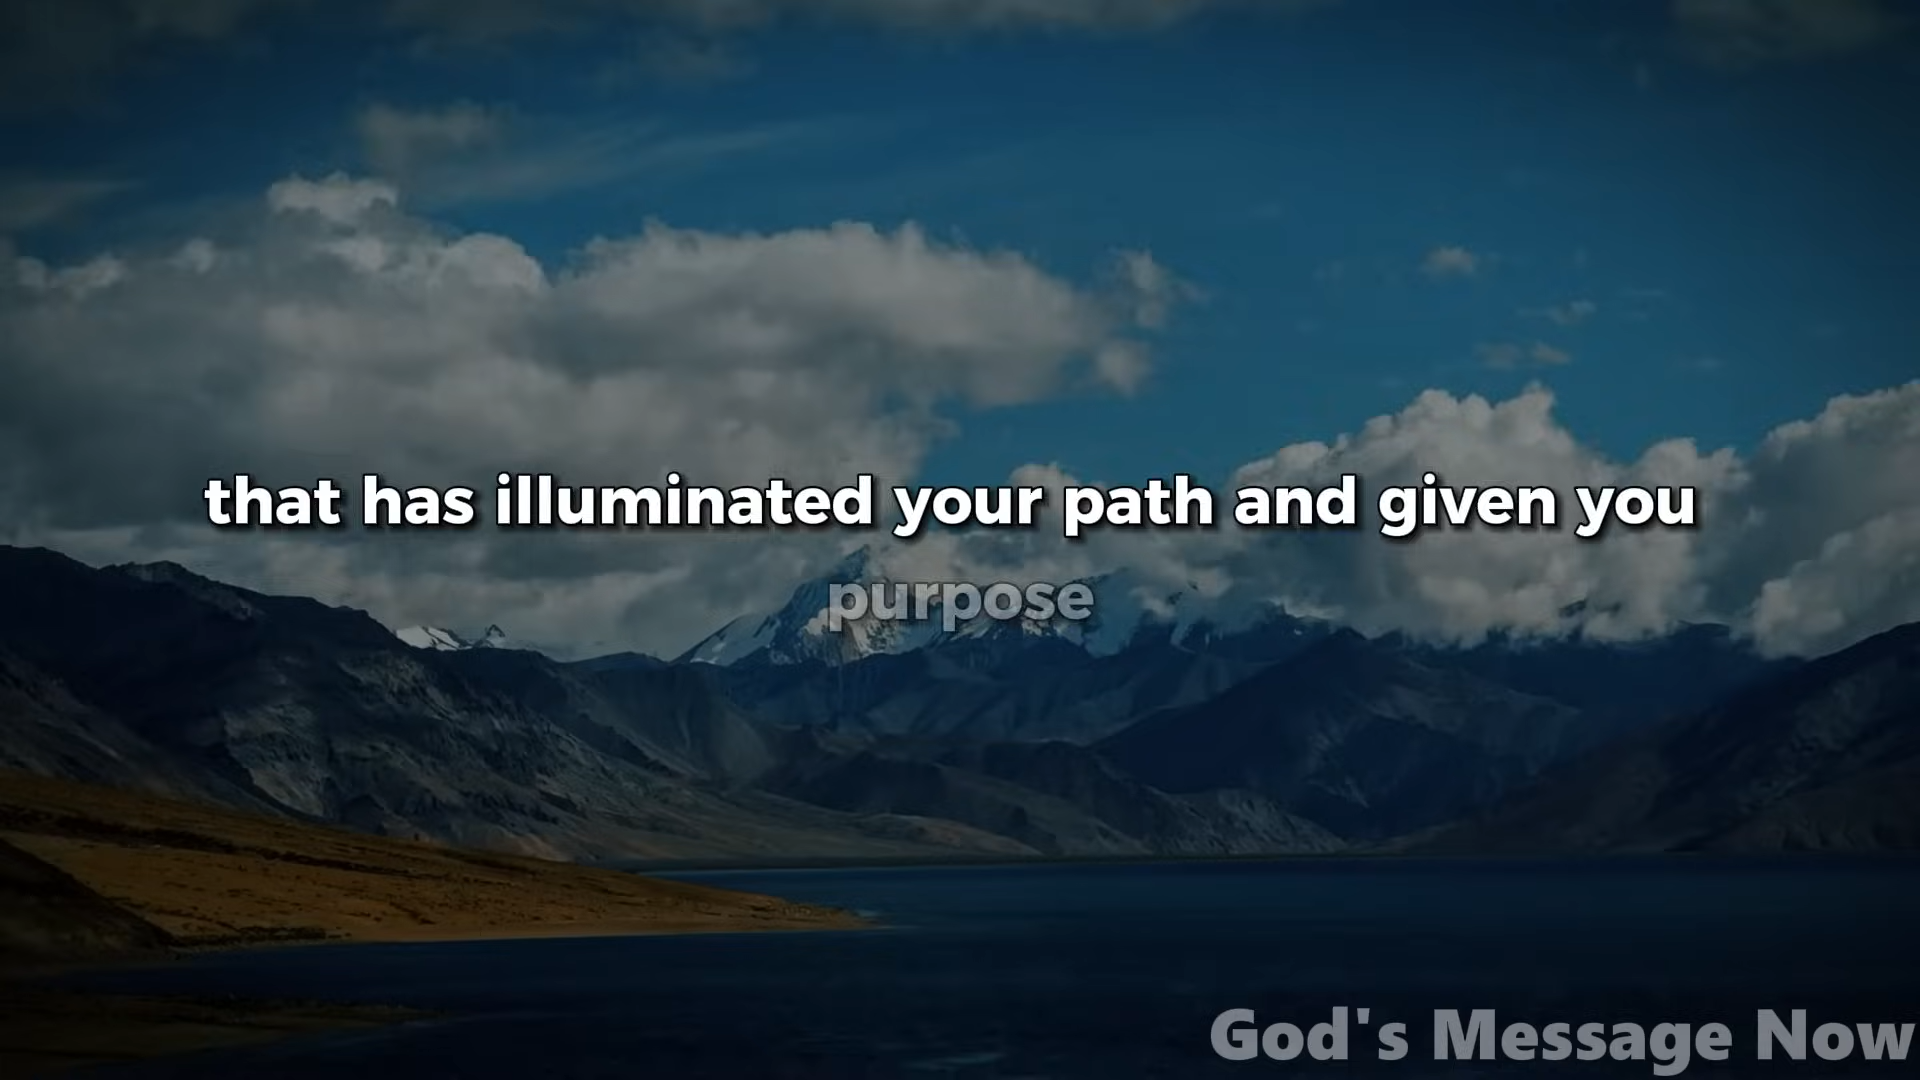 that has illuminated your path and given you
purpose
God's Message Now